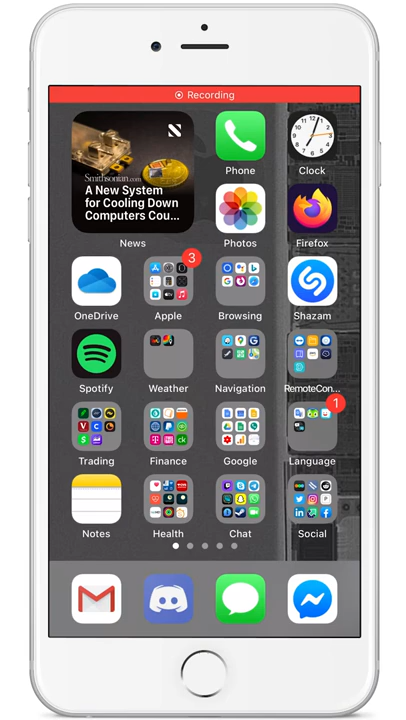 Recording
Smithsonian.com
A New System
for Cooling Down
Computers Cou...
News
Phone
Clock
Photos
Firefox
OneDrive
3
Apple
Browsing
Shazam
Spotify
Weather
Navigation
RemoteCon...
Trading
Finance
Google
1
Language
Notes
Health
Chat
Social